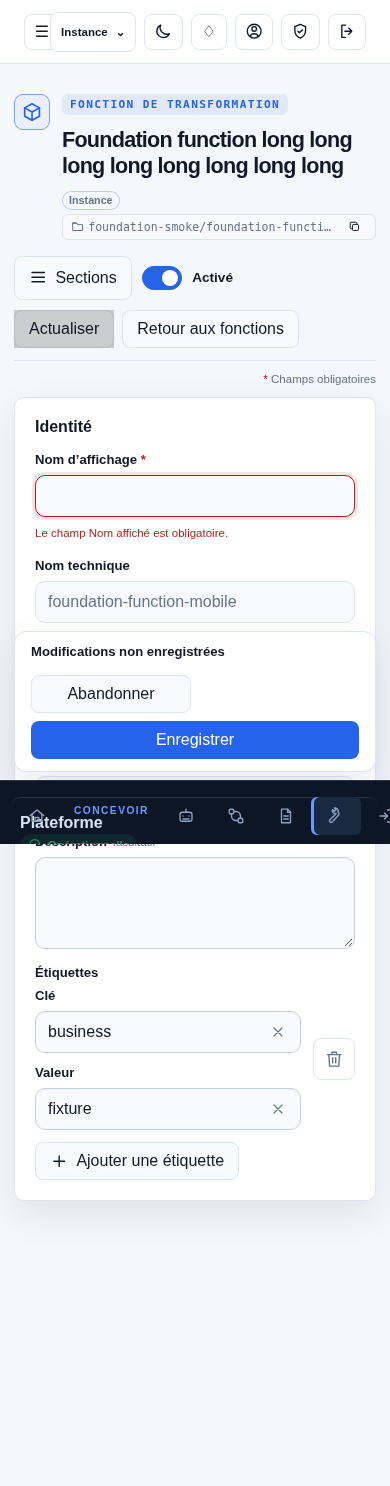 Instance
FONCTION DE TRANSFORMATION
Foundation function long long
long long long long long long
Instance
foundation-smoke/foundation-functi…
Sections
Activé
Actualiser
Retour aux fonctions
* Champs obligatoires
Identité
Nom d’affichage *
Le champ Nom affiché est obligatoire.
Nom technique
foundation-function-mobile
Modifications non enregistrées
Abandonner
Enregistrer
CONCEVOIR
Plateforme
Description
Étiquettes
Clé
business
Valeur
fixture
Ajouter une étiquette